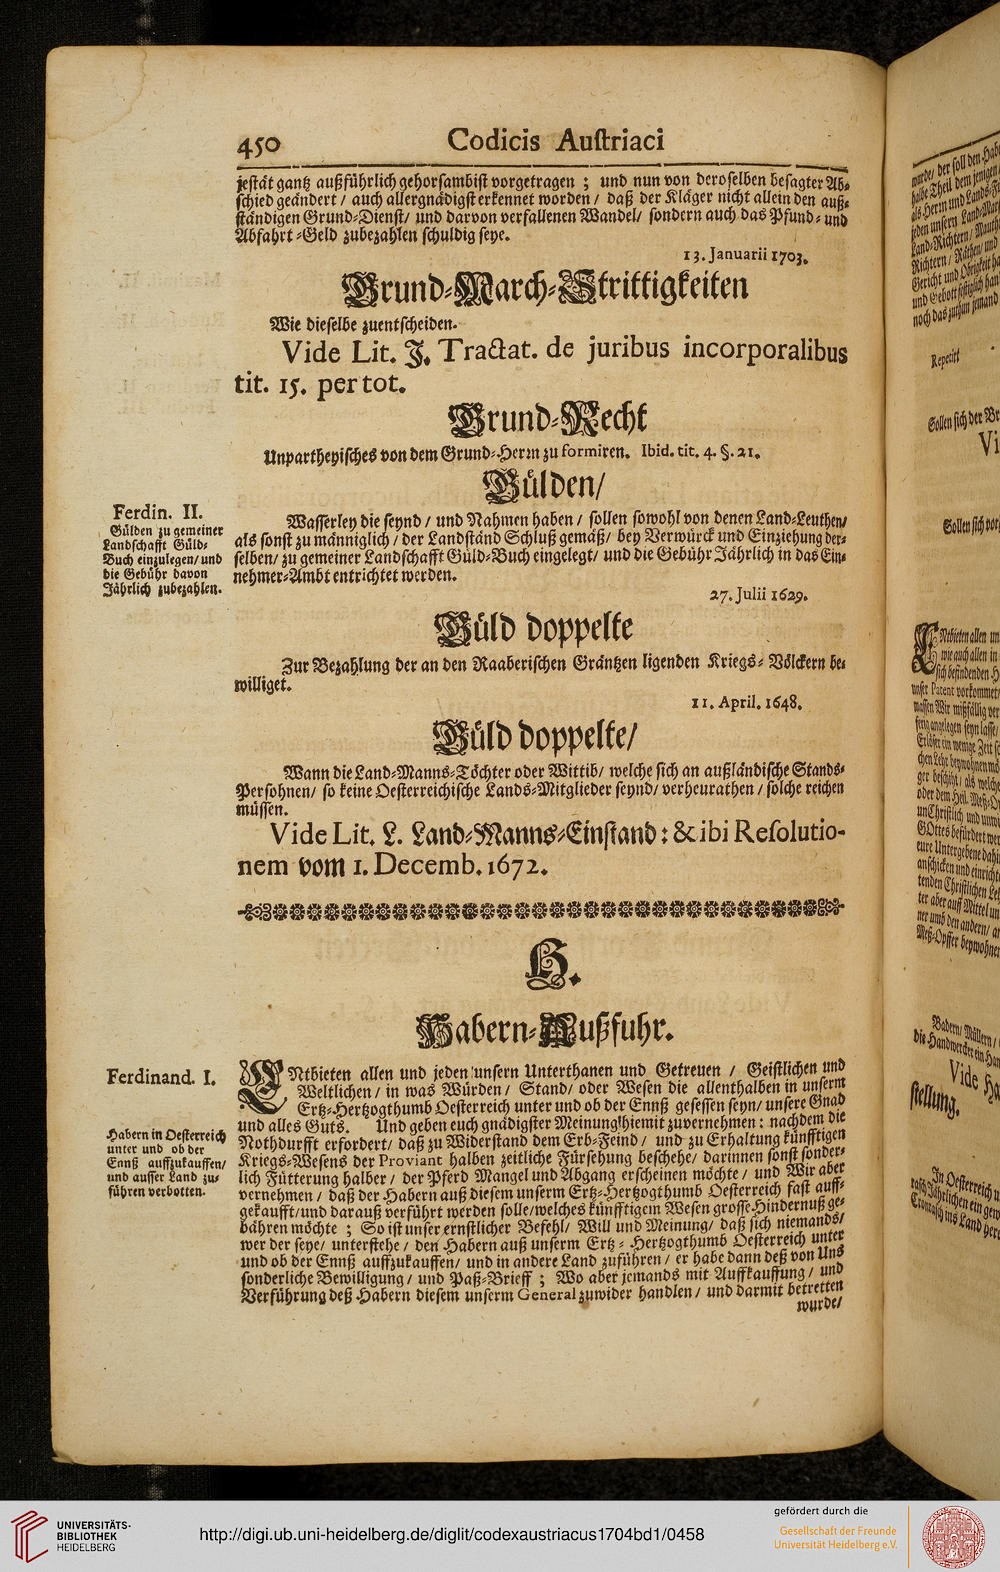 450 Codicis Austriaci
jestät gantz außführlich gehorsambist vorgetragen ; und nun von deroselben besagter Ab-
schied geändert / auch allergnädigst erkennet worden / daß der Kläger nicht allein den auß-
ständigen Grund-Dienst / und darvon verfallenen Wandel / sondern auch das Pfund- und
Abfahrt-Geld zubezahlen schuldig seye.
13. Januarii 1703.
Grund-March-Strittigkeiten
Wie dieselbe zuentscheiden.
Vide Lit. J. Tractat. de juribus incorporalibus
tit. 15. per tot.
Grund-Recht
Unpartheyisches von dem Grund-Herrn zu formiren. Ibid. tit. 4. §. 21.
Gülden/
Ferdin. II.
Gülden zu gemeiner
Landschafft Güld-
Buch einzulegen/ und
die Gebühr davon
Jährlich zubezahlen.
Wasserley die seynd / und Nahmen haben / sollen sowohl von denen Land-Leuthen/
als sonst zu männiglich / der Landständ Schluß gemäß / bey Verwürck und Einziehung der-
selben / zu gemeiner Landschafft Güld-Buch eingelegt / und die Gebühr Jährlich in das Ein-
nehmer-Ambt entrichtet werden.
27. Julii 1629.
Güld doppelte
Zur Bezahlung der an den Raaberischen Gräntzen ligenden Kriegs-Völckern be-
williget.
11. April. 1648.
Güld doppelte/
Wann die Land-Manns-Töchter oder Wittib / welche sich an außländische Stands-
Persohnen / so keine Oesterreichische Lands-Mitglieder seynd / verheurathen / solche reichen
müssen.
Vide Lit. L. Land-Manns-Einstand : & ibi Resolutio-
nem vom 1. Decemb. 1672.
H.
Habern-Außfuhr.
Ferdinand. I.
Habern in Oesterreich
unter und ob der
Ennß auffzukauffen/
und ausser Land zu-
führen verbotten.
ENtbieten allen und jeden unsern Unterthanen und Getreuen / Geistlichen und
Weltlichen / in was Würden / Stand / oder Wesen die allenthalben in unserm
Ertz-Hertzogthumb Oesterreich unter und ob der Ennß gesessen seyn / unsere Gnad
und alles Guts. Und geben euch gnädigster Meinung hiemit zuvernehmen : nachdem die
Nothdurfft erfordert / daß zu Widerstand dem Erb-Feind / und zu Erhaltung künfftigen
Kriegs-Wesens der Proviant halben zeitliche Fürsehung beschehe / darinnen sonst sonder-
lich Fütterung halber / der Pferd Mangel und Abgang erscheinen möchte / und Wir aber
vernehmen / daß der Habern auß diesem unserm Ertz-Hertzogthumb Oesterreich fast auff-
gekaufft / und darauß verführt werden solle / welches künfftigem Wesen grosse Hindernuß ge-
bähren möchte ; So ist unser ernstlicher Befehl / Will und Meinung / daß sich niemands /
wer der seye / unterstehe / den Habern auß unserm Ertz-Hertzogthumb Oesterreich unter
und ob der Ennß auffzukauffen / und in andere Land zuführen / er habe dann deß von Uns
sonderliche Bewilligung / und Paß-Brieff ; Wo aber jemands mit Auffkauffung / und
Verführung deß Habern diesem unserm General zuwider handlen / und darmit betretten
wurde/
Repetirt
Sollen sich der
Vi
Sollen sich
Vide
stellung.
UNIVERSITÄTS-
BIBLIOTHEK
HEIDELBERG
http://digi.ub.uni-heidelberg.de/diglit/codexaustriacus1704bd1/0458
gefördert durch die
Gesellschaft der Freunde
Universität Heidelberg e.V.